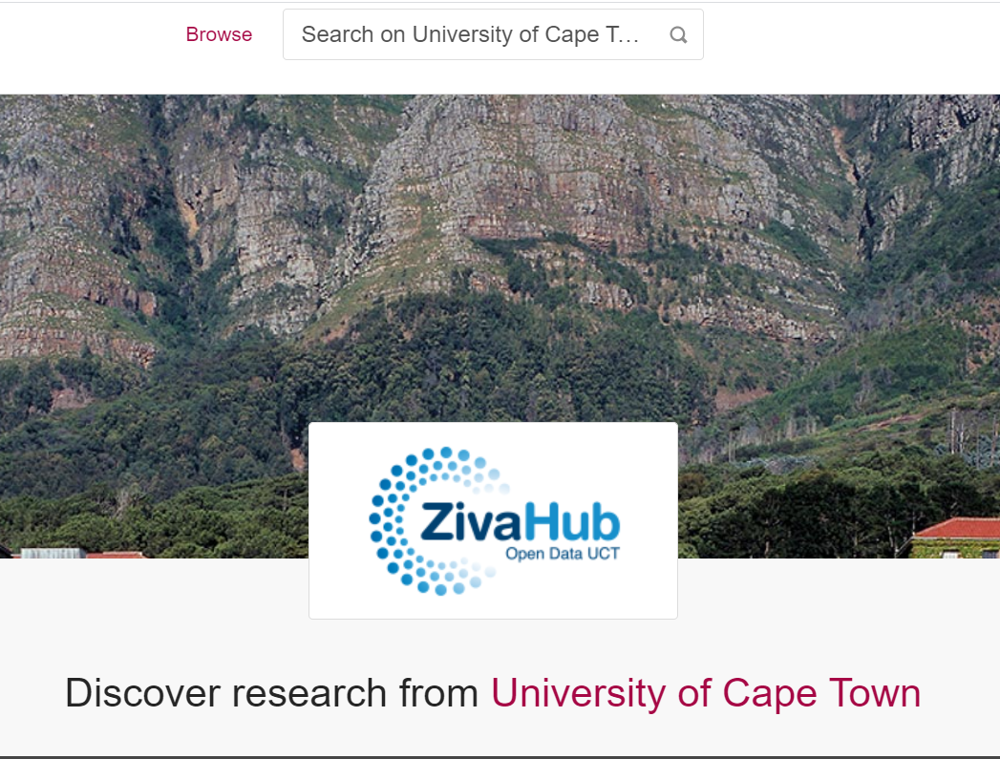 Browse
Search on University of Cape T...
ZivaHub
Open Data UCT
Discover research from University of Cape Town